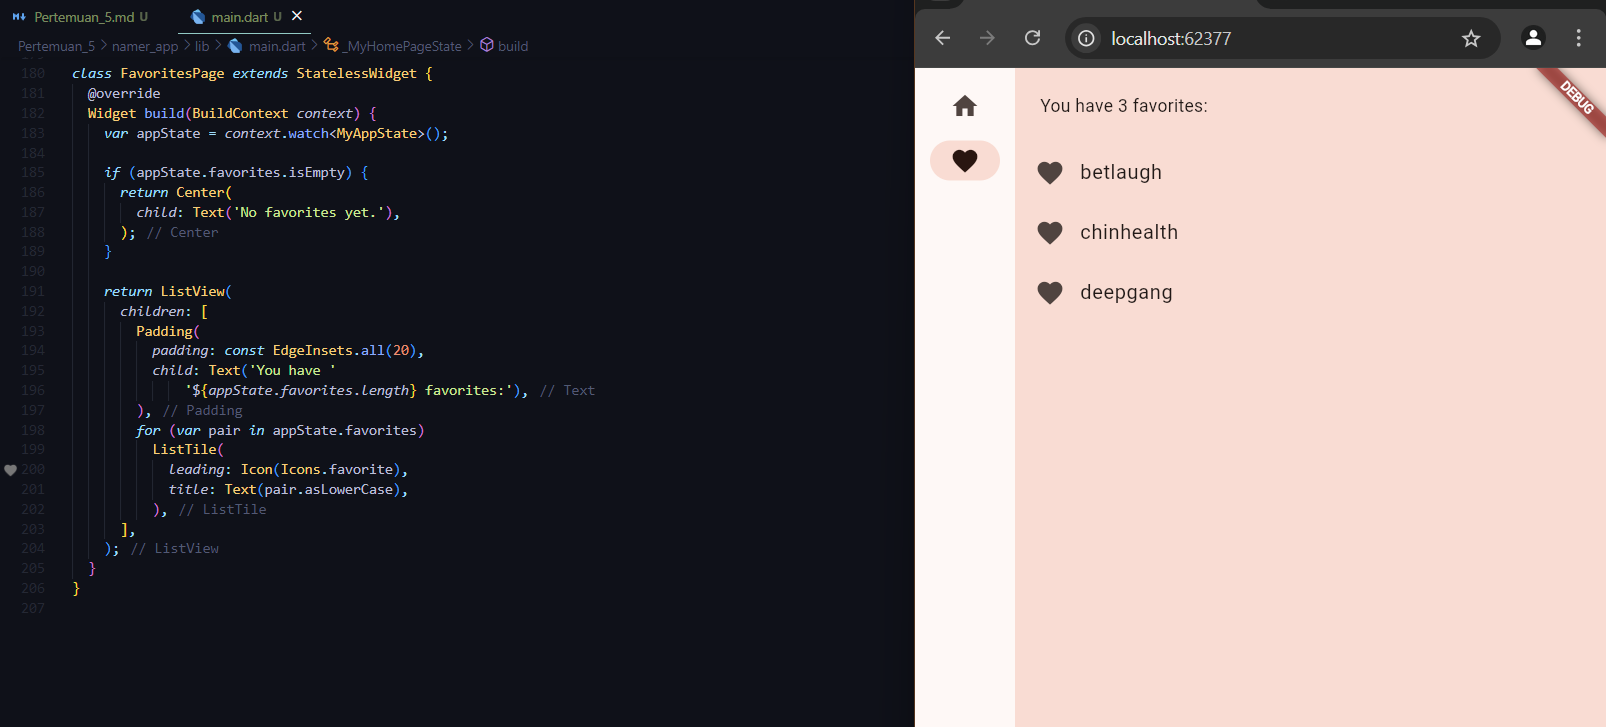 Pertemuan_5.md U
main.dart U
Pertemuan_5 > namer_app > lib > main.dart > _MyHomePageState > build
180 class FavoritesPage extends StatelessWidget {
181 @override
182 Widget build(BuildContext context) {
183 var appState = context.watch<MyAppState>();
184
185 if (appState.favorites.isEmpty) {
186 return Center(
187 child: Text('No favorites yet.'),
188 ); // Center
189 }
190
191 return ListView(
192 children: [
193 Padding(
194 padding: const EdgeInsets.all(20),
195 child: Text('You have '
196 '${appState.favorites.length} favorites:'), // Text
197 ), // Padding
198 for (var pair in appState.favorites)
199 ListTile(
200 leading: Icon(Icons.favorite),
201 title: Text(pair.asLowerCase),
202 ), // ListTile
203 ],
204 ); // ListView
205 }
206 }
207
localhost:62377
DEBUG
You have 3 favorites:
betlaugh
chinhealth
deepgang